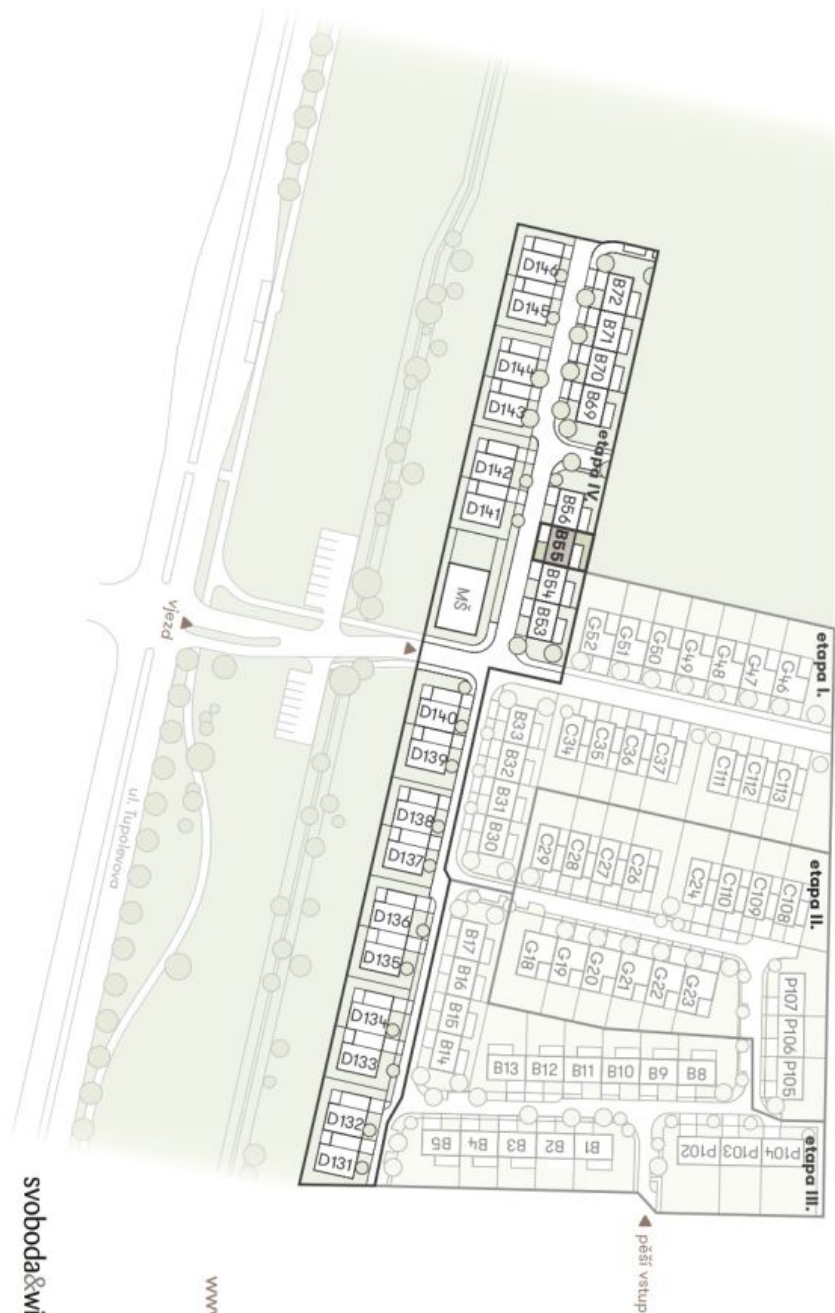 D146
D145
D144
D143
D142
D141
B72
B71
B70
B69
etapa IV.
B56
B55
B54
B53
MŠ
vjezd
ul. Tupolevova
etapa I.
G52
G51
G50
G49
G48
G47
G46
C34
C35
C36
C37
C111
C112
C113
B33
B32
B31
B30
D140
D139
D138
D137
D136
D135
D134
D133
D132
D131
etapa II.
C29
C28
C27
C26
C24
C110
C109
C108
G18
G19
G20
G21
G22
G23
P107
P106
P105
B17
B16
B15
B14
B13
B12
B11
B10
B9
B8
B5
B4
B3
B2
B1
P102
P103
P104
etapa III.
pěší vstup
svoboda&wi
www